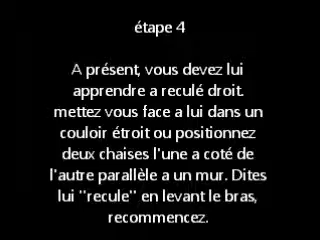 étape 4
A présent, vous devez lui
apprendre a reculé droit.
mettez vous face a lui dans un
couloir étroit ou positionnez
deux chaises l'une a coté de
l'autre parallèle a un mur. Dites
lui "recule" en levant le bras,
recommencez.